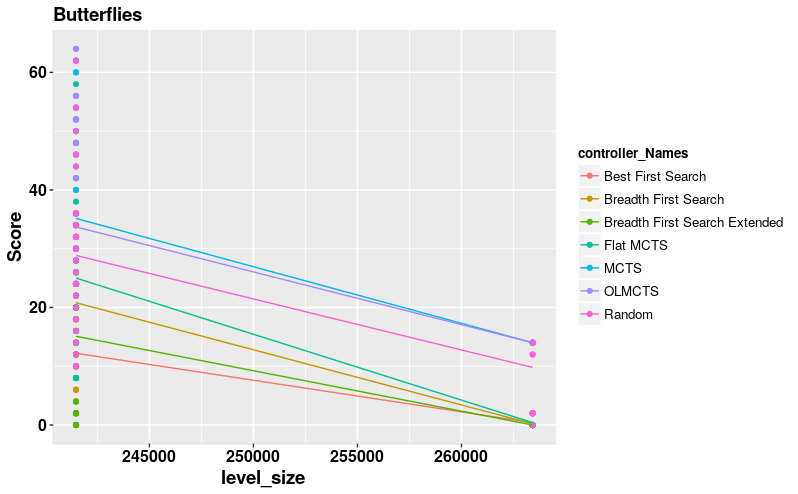 Butterflies
60
40
20
0
Score
245000 250000 255000 260000
level_size
controller_Names
Best First Search
Breadth First Search
Breadth First Search Extended
Flat MCTS
MCTS
OLMCTS
Random